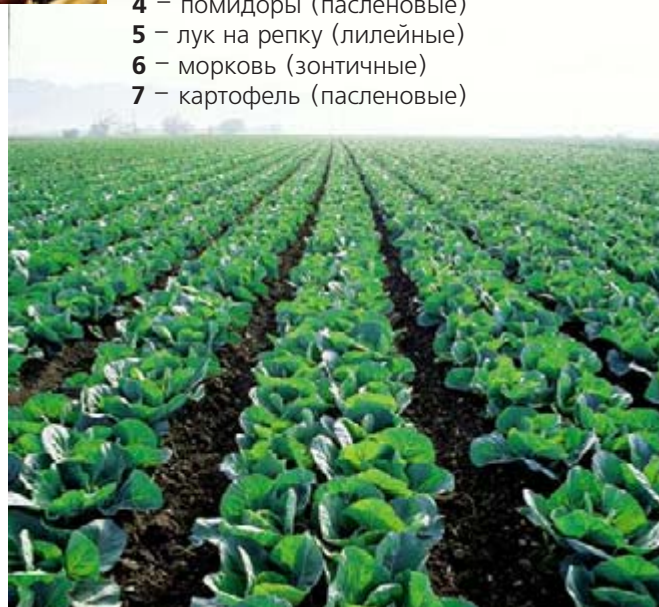 4 – помидоры (пасленовые)
5 – лук на репку (лилейные)
6 – морковь (зонтичные)
7 – картофель (пасленовые)